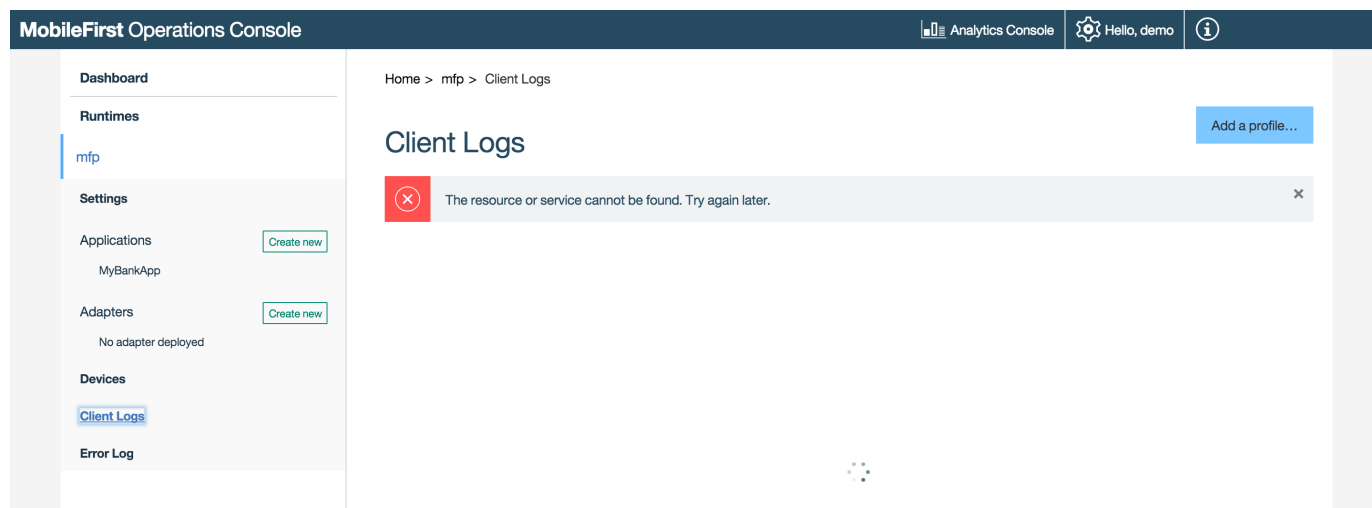 MobileFirst Operations Console
Analytics Console
Hello, demo
Dashboard
Runtimes
mfp
Settings
Applications
Create new
MyBankApp
Adapters
Create new
No adapter deployed
Devices
Client Logs
Error Log
Home > mfp > Client Logs
Client Logs
Add a profile…
The resource or service cannot be found. Try again later.